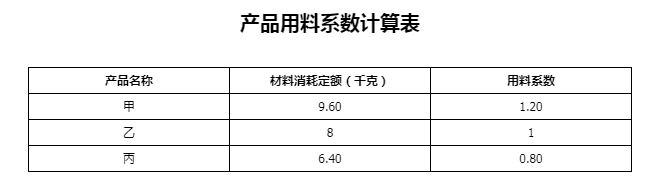 产品用料系数计算表
产品名称 材料消耗定额（千克） 用料系数
甲 9.60 1.20
乙 8 1
丙 6.40 0.80